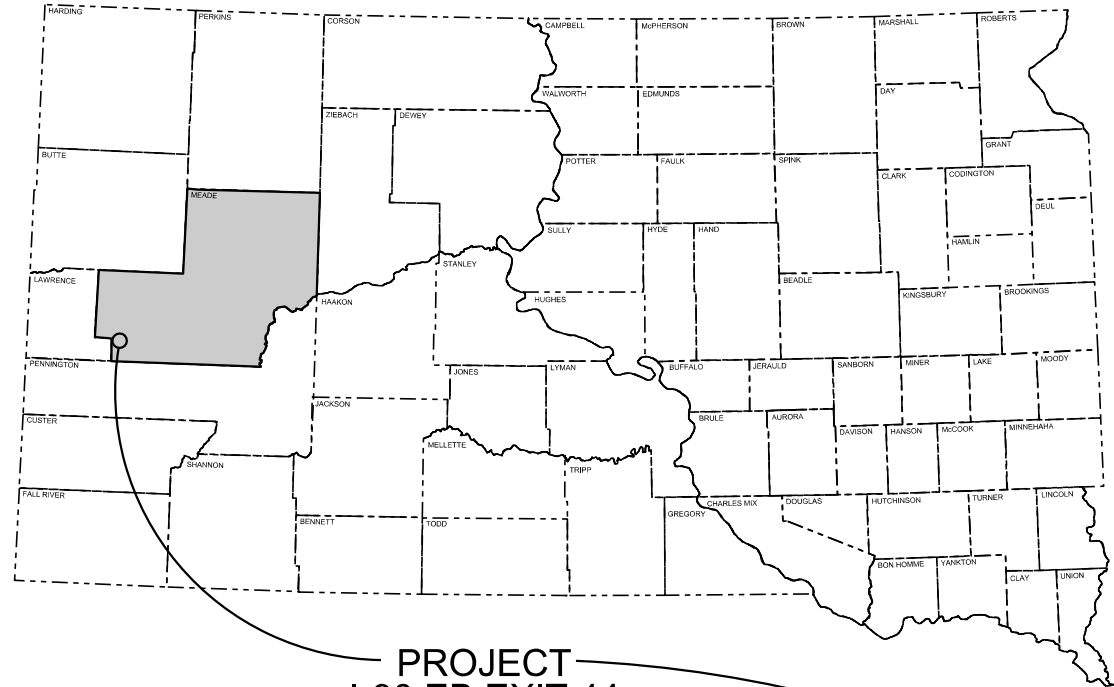 HARDING
PERKINS
CORSON
CAMPBELL
McPHERSON
BROWN
MARSHALL
ROBERTS
WALWORTH
EDMUNDS
DAY
ZIEBACH
DEWEY
GRANT
BUTTE
POTTER
FAULK
SPINK
CLARK
CODINGTON
MEADE
DEUL
SULLY
HYDE
HAND
HAMLIN
STANLEY
LAWRENCE
BEADLE
HAAKON
HUGHES
KINGSBURY
BROOKINGS
PENNINGTON
JONES
LYMAN
BUFFALO
JERAULD
SANBORN
MINER
LAKE
MOODY
JACKSON
CUSTER
BRULE
AURORA
DAVISON
HANSON
McCOOK
MINNEHAHA
MELLETTE
SHANNON
TRIPP
FALL RIVER
GREGORY
CHARLES MIX
DOUGLAS
HUTCHINSON
TURNER
LINCOLN
BENNETT
TODD
BON HOMME
YANKTON
CLAY
UNION
PROJECT